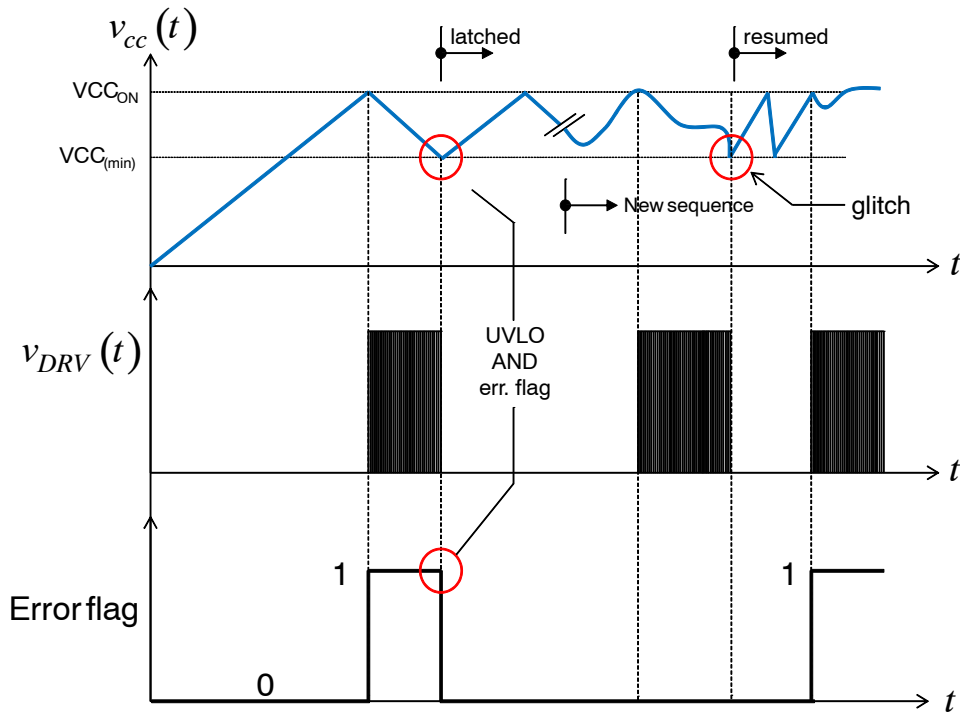 v_cc (t)
latched
resumed
VCC_ON
VCC_(min)
New sequence
glitch
t
v_DRV (t)
UVLO
AND
err. flag
t
1
1
Error flag
0
t